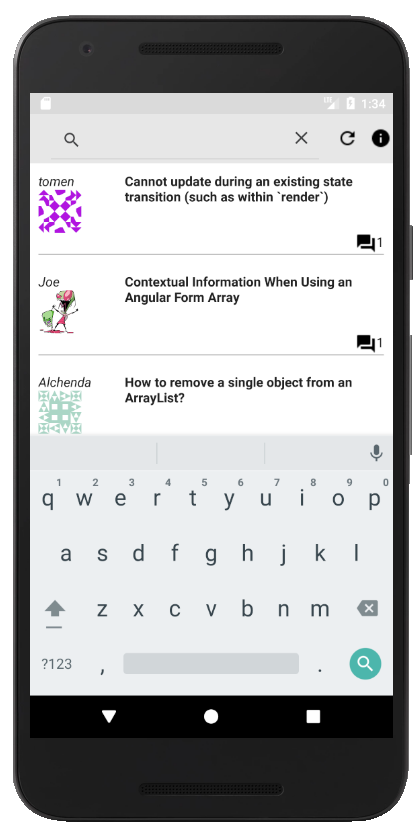 LTE 1:34
tomen
Cannot update during an existing state
transition (such as within `render`)
1
Joe
Contextual Information When Using an
Angular Form Array
1
Alchenda
How to remove a single object from an
ArrayList?
1 2 3 4 5 6 7 8 9 0
q w e r t y u i o p
a s d f g h j k l
z x c v b n m
?123 , .